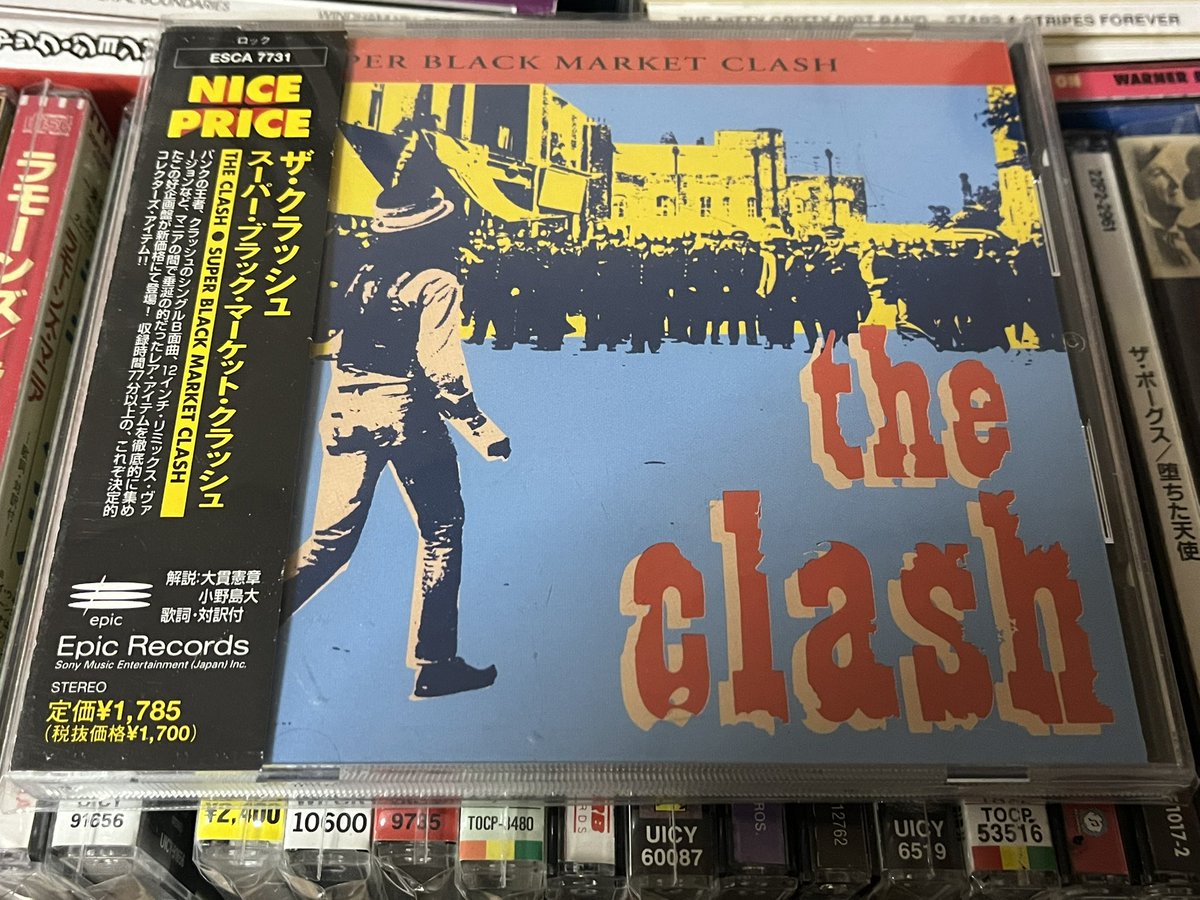 STARS & STRIPES FOREVER
ロック
ESCA 7731
NICE
PRICE
ザ・クラッシュ
スーパー・ブラック・マーケット・クラッシュ
THE CLASH ● SUPER BLACK MARKET CLASH
パンクの王者、クラッシュのシングルB面曲、12インチ・リミックス・ヴァ
ージョンなど、マニアの間で垂涎の的だったレア・アイテムを徹底的に集め
たこの好企画盤が新価格にて登場! 収録時間77分以上の、これぞ決定的
コレクターズ・アイテム!!
解説:大貫憲章
小野島大
歌詞・対訳付
epic
Epic Records
Sony Music Entertainment (Japan) Inc.
STEREO
定価¥1,785
(税抜価格¥1,700)
PER BLACK MARKET CLASH
the
clash
WARNER
ラモーンズ/
22P2-2961
ザ・ポーグス/堕ちた天使
UICY
91656
¥2,400
10600
9785
TOCP-3480
UICY
60087
12762
UICY
6519
TOCP
53516
1017-2